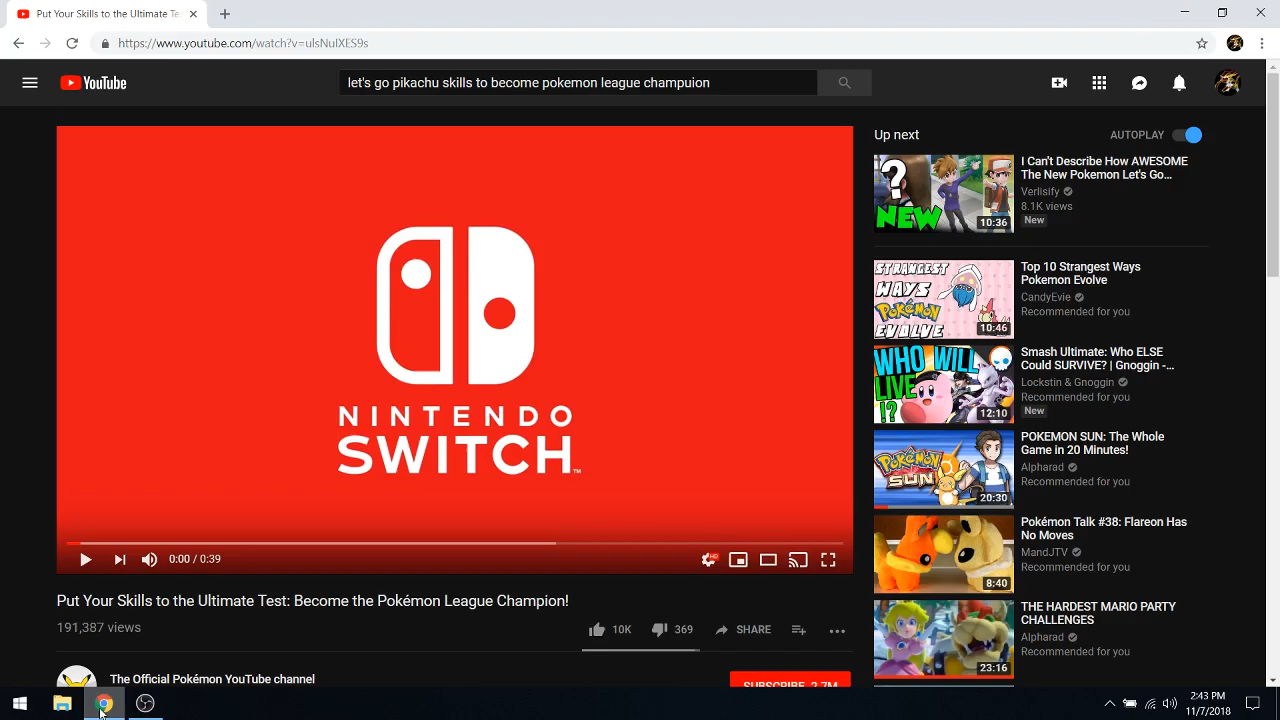 Put Your Skills to the Ultimate Te
https://www.youtube.com/watch?v=ulsNulXES9s
YouTube
let's go pikachu skills to become pokemon league champuion
NINTENDO
SWITCH
TM
0:00 / 0:39
HD
Put Your Skills to the Ultimate Test: Become the Pokémon League Champion!
191,387 views
10K
369
SHARE
The Official Pokémon YouTube channel
SUBSCRIBE 2.7M
Up next
AUTOPLAY
?
NEW
10:36
I Can't Describe How AWESOME
The New Pokemon Let's Go...
Verlisify
8.1K views
New
STRANGEST
WAYS
POKÉMON
EVOLVE
10:46
Top 10 Strangest Ways
Pokemon Evolve
CandyEvie
Recommended for you
WHO WILL
LIVE
!?
12:10
Smash Ultimate: Who ELSE
Could SURVIVE? | Gnoggin -...
Lockstin & Gnoggin
Recommended for you
New
POKÉMON
SUN
20:30
POKEMON SUN: The Whole
Game in 20 Minutes!
Alpharad
Recommended for you
8:40
Pokémon Talk #38: Flareon Has
No Moves
MandJTV
Recommended for you
23:16
THE HARDEST MARIO PARTY
CHALLENGES
Alpharad
Recommended for you
2:43 PM
11/7/2018